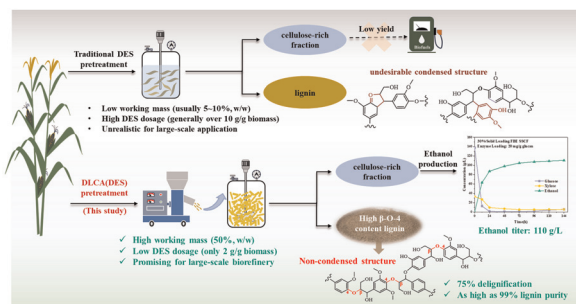 Traditional DES
pretreatment
cellulose-rich
fraction
Low yield
Biofuels
lignin
undesirable condensed structure
• Low working mass (usually 5~10%, w/w)
• High DES dosage (generally over 10 g/g biomass)
• Unrealistic for large-scale application
DLCA(DES)
pretreatment
(This study)
cellulose-rich
fraction
Ethanol
production
Concentration (g/L)
Glucose
Xylose
Ethanol
Time(h)
Ethanol titer: 110 g/L
High β-O-4
content lignin
✓ High working mass (50%, w/w)
✓ Low DES dosage (only 2 g/g biomass)
✓ Promising for large-scale biorefinery
Non-condensed structure
✓ 75% delignification
✓ As high as 99% lignin purity